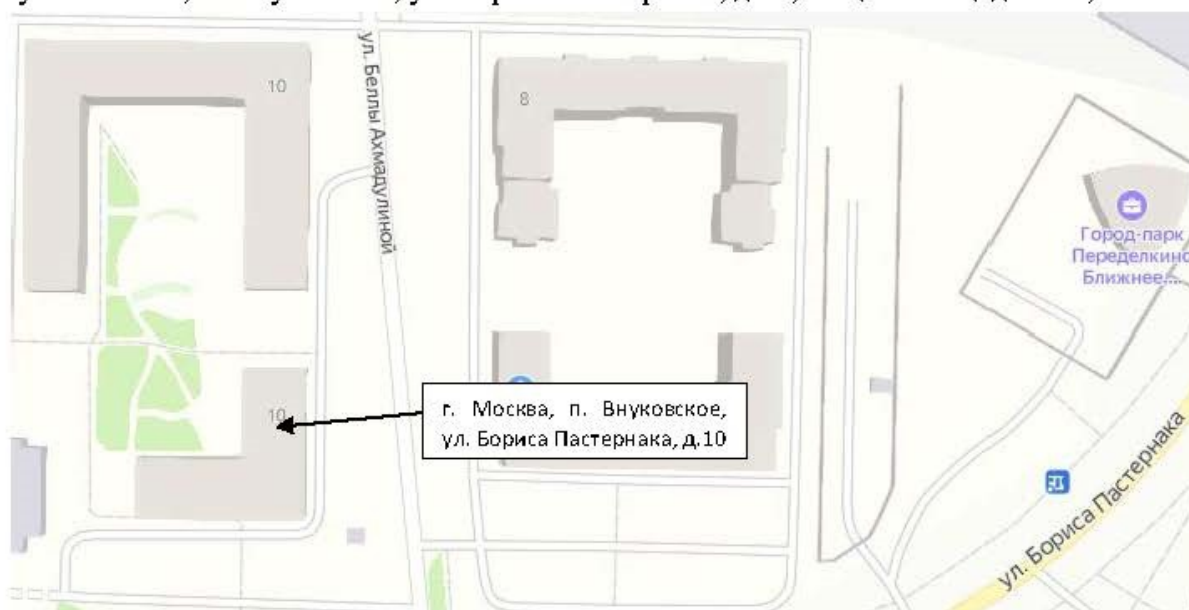 10
ул. Беллы Ахмадулиной
8
Город-парк
Переделкино
Ближнее....
10
г. Москва, п. Внуковское,
ул. Бориса Пастернака, д.10
ул. Бориса Пастернака